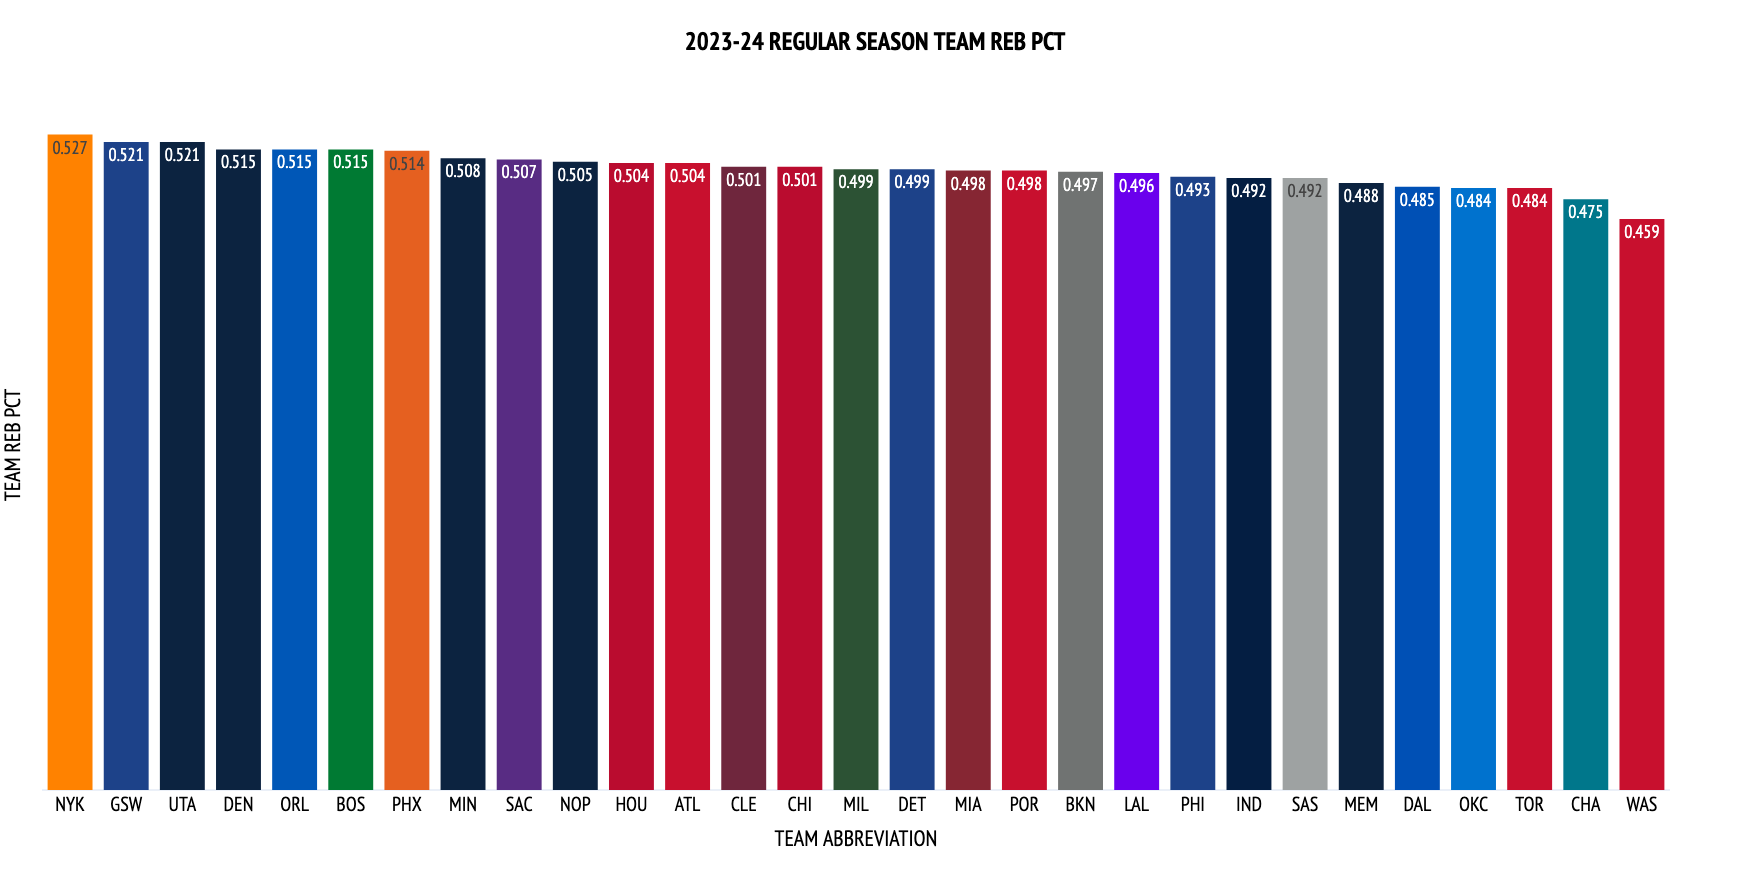 2023-24 REGULAR SEASON TEAM REB PCT
0.527 0.521 0.521 0.515 0.515 0.515 0.514 0.508 0.507 0.505 0.504 0.504 0.501 0.501 0.499 0.499 0.498 0.498 0.497 0.496 0.493 0.492 0.492 0.488 0.485 0.484 0.484 0.475 0.459
TEAM REB PCT
NYK GSW UTA DEN ORL BOS PHX MIN SAC NOP HOU ATL CLE CHI MIL DET MIA POR BKN LAL PHI IND SAS MEM DAL OKC TOR CHA WAS
TEAM ABBREVIATION